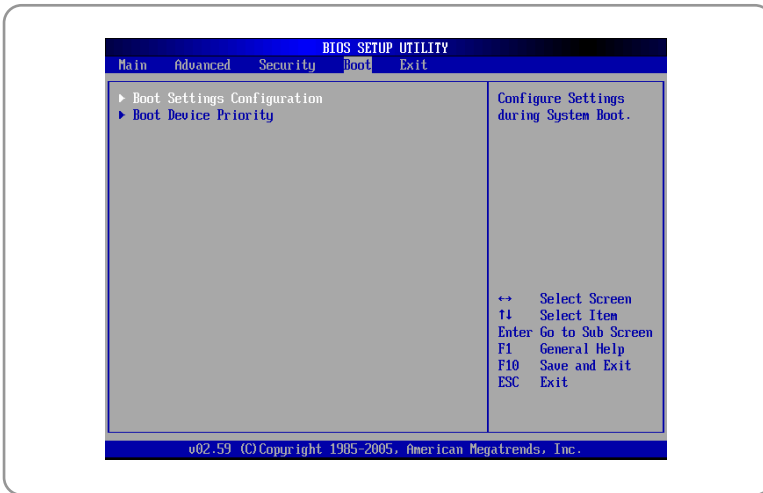 BIOS SETUP UTILITY
Main Advanced Security Boot Exit
▶ Boot Settings Configuration
▶ Boot Device Priority
Configure Settings
during System Boot.
↔ Select Screen
↑↓ Select Item
Enter Go to Sub Screen
F1 General Help
F10 Save and Exit
ESC Exit
v02.59 (C)Copyright 1985-2005, American Megatrends, Inc.